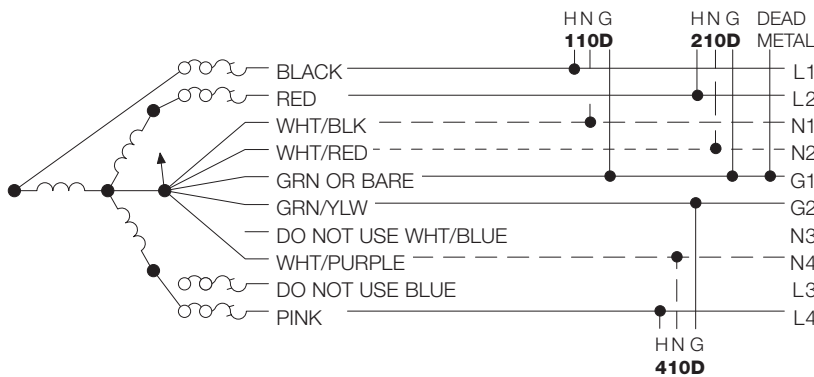 H N G H N G DEAD
110D 210D METAL
BLACK L1
RED L2
WHT/BLK N1
WHT/RED N2
GRN OR BARE G1
GRN/YLW G2
DO NOT USE WHT/BLUE N3
WHT/PURPLE N4
DO NOT USE BLUE L3
PINK L4
H N G
410D